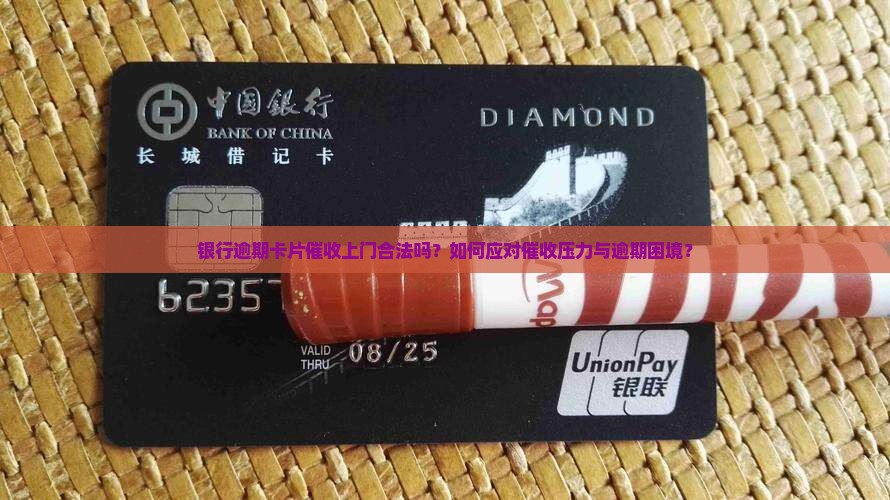 中国银行
BANK OF CHINA
长城借记卡
DIAMOND
银行逾期卡片催收上门合法吗？如何应对催收压力与逾期困境？
6235
VALID
THRU
08/25
UnionPay
银联